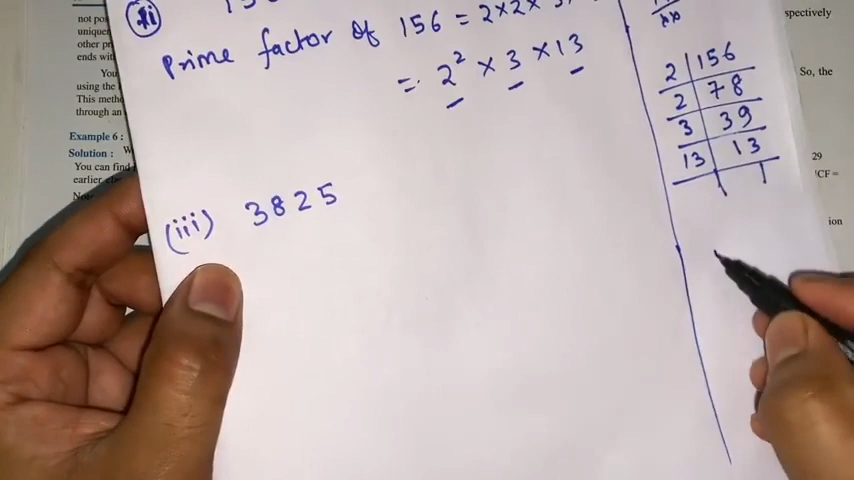 (ii)
Prime factor of 156 = 2×2×
= 2² × 3 × 13
2 | 156
2 | 78
3 | 39
13 | 13
1
(iii) 3825
not pos
unique
other pr
ends wit
You
using the
This meth
through an
Example 6 :
Solution :
You can find
earlier
spectively
So, the
29
CF =
ion